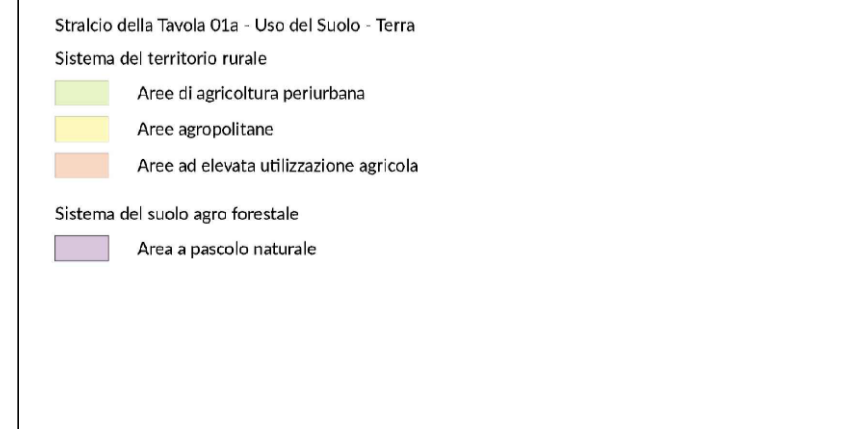 Stralcio della Tavola 01a - Uso del Suolo - Terra
Sistema del territorio rurale
Aree di agricoltura periurbana
Aree agropolitane
Aree ad elevata utilizzazione agricola
Sistema del suolo agro forestale
Area a pascolo naturale